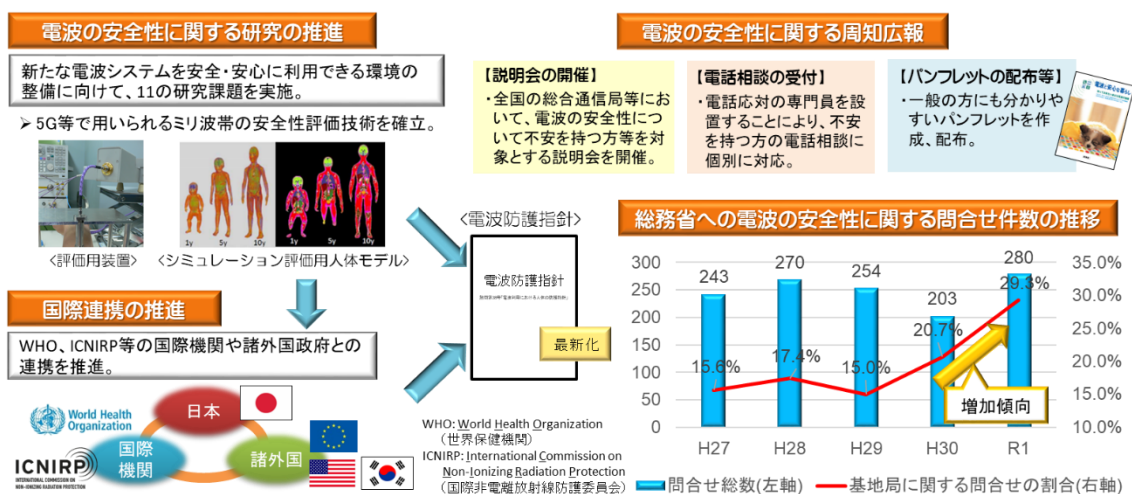 電波の安全性に関する研究の推進
新たな電波システムを安全・安心に利用できる環境の
整備に向けて、11の研究課題を実施。
➢ 5G等で用いられるミリ波帯の安全性評価技術を確立。
1y
5y
10y
1y
5y
10y
<評価用装置>
<シミュレーション評価用人体モデル>
国際連携の推進
WHO、ICNIRP等の国際機関や諸外国政府との
連携を推進。
World Health
Organization
日本
国際
機関
諸外国
ICNIRP
INTERNATIONAL COMMISSION ON
NON-IONIZING RADIATION PROTECTION
<電波防護指針>
電波防護指針
最新化
WHO: World Health Organization
(世界保健機関)
ICNIRP: International Commission on
Non-Ionizing Radiation Protection
(国際非電離放射線防護委員会)
電波の安全性に関する周知広報
【説明会の開催】
・全国の総合通信局等にお
いて、電波の安全性につ
いて不安を持つ方等を対
象とする説明会を開催。
【電話相談の受付】
・電話応対の専門員を設
置することにより、不安
を持つ方の電話相談に
個別に対応。
【パンフレットの配布等】
・一般の方にも分かりや
すいパンフレットを作
成、配布。
総務省への電波の安全性に関する問合せ件数の推移
300
250
200
150
100
50
0
243
270
254
203
280
15.6%
17.4%
15.0%
20.7%
29.3%
35.0%
30.0%
25.0%
20.0%
15.0%
10.0%
増加傾向
H27
H28
H29
H30
R1
問合せ総数(左軸)
基地局に関する問合せの割合(右軸)